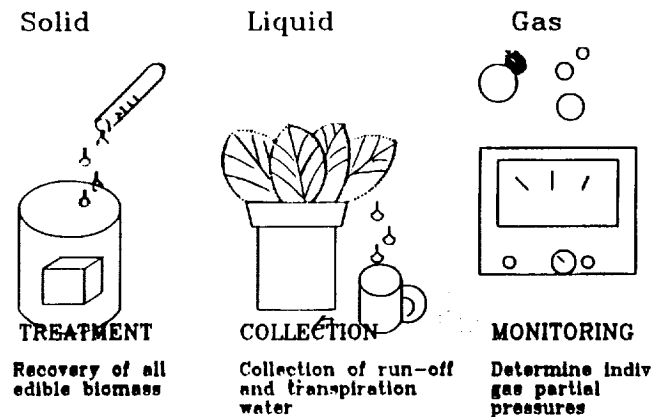 Solid
Liquid
Gas
TREATMENT
COLLECTION
MONITORING
Recovery of all
edible biomass
Collection of run-off
and transpiration
water
Determine indiv
gas partial
pressures